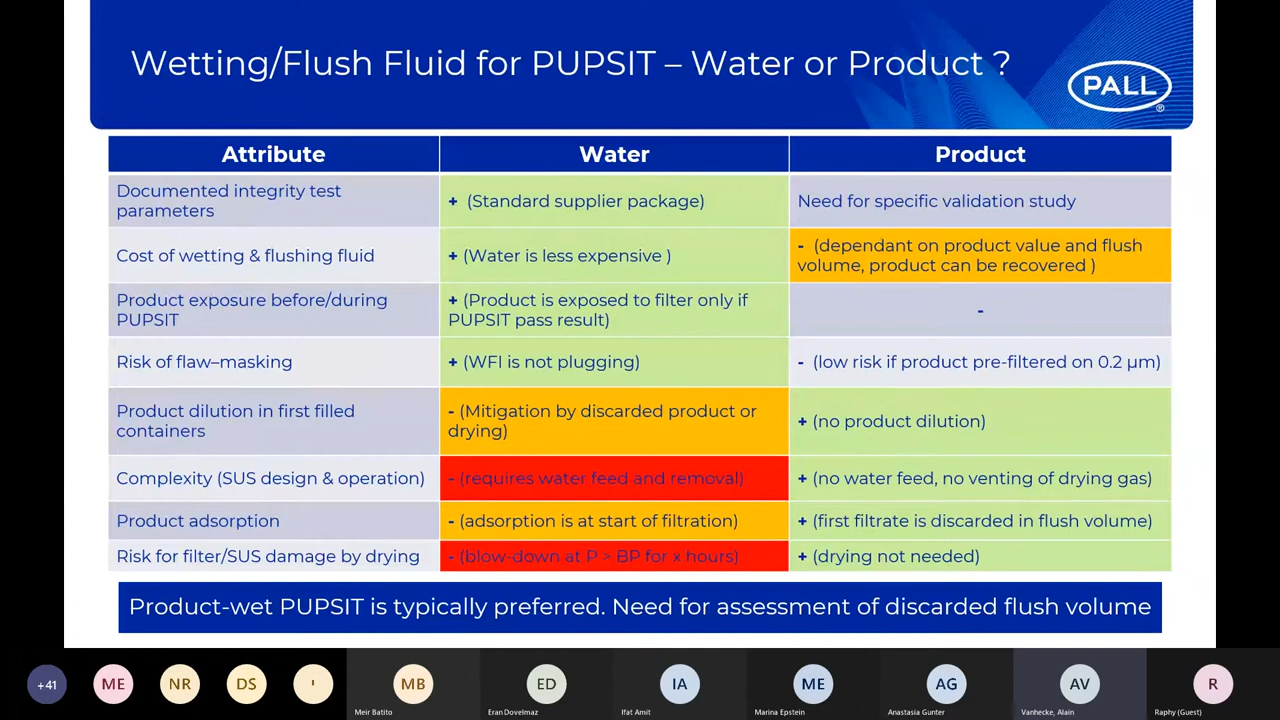 Wetting/Flush Fluid for PUPSIT – Water or Product ?
PALL
®
Attribute
Water
Product
Documented integrity test
parameters
+ (Standard supplier package)
Need for specific validation study
Cost of wetting & flushing fluid
+ (Water is less expensive )
- (dependant on product value and flush
volume, product can be recovered )
Product exposure before/during
PUPSIT
+ (Product is exposed to filter only if
PUPSIT pass result)
-
Risk of flaw–masking
+ (WFI is not plugging)
- (low risk if product pre-filtered on 0.2 µm)
Product dilution in first filled
containers
- (Mitigation by discarded product or
drying)
+ (no product dilution)
Complexity (SUS design & operation)
- (requires water feed and removal)
+ (no water feed, no venting of drying gas)
Product adsorption
- (adsorption is at start of filtration)
+ (first filtrate is discarded in flush volume)
Risk for filter/SUS damage by drying
- (blow-down at P > BP for x hours)
+ (drying not needed)
Product-wet PUPSIT is typically preferred. Need for assessment of discarded flush volume
+41
ME
NR
DS
'
MB
ED
IA
ME
AG
AV
R
Meir Batito
Eran Dovelmaz
Ifat Amit
Marina Epstein
Anastasia Gunter
Vanhecke, Alain
Raphy (Guest)